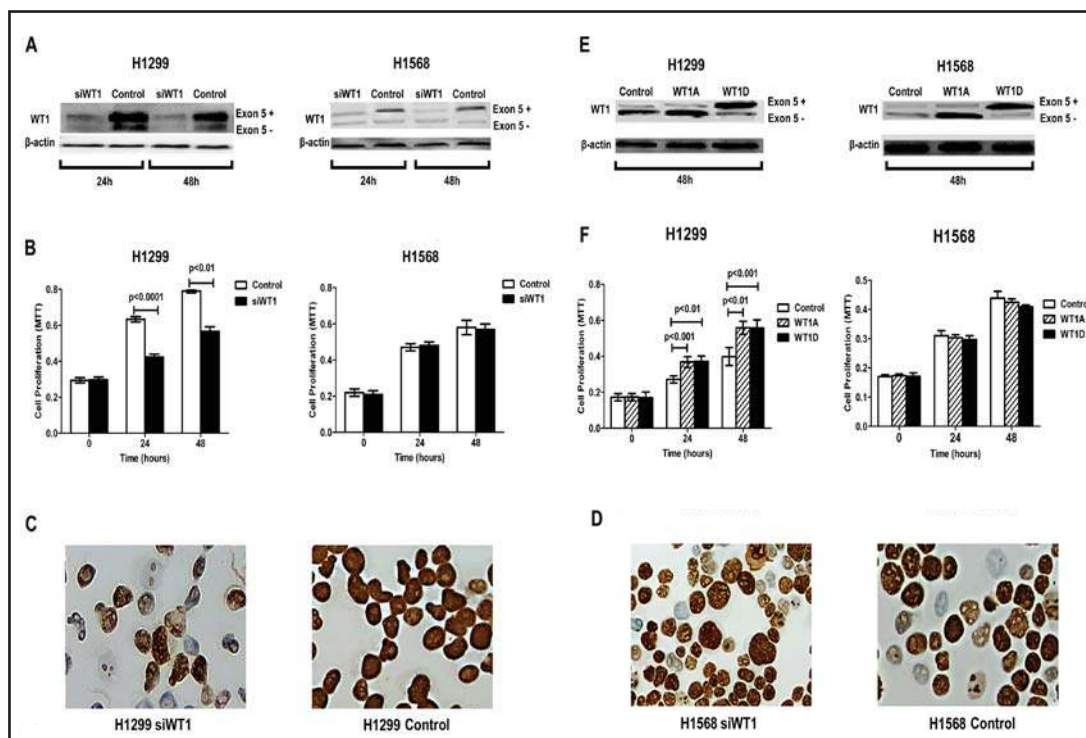 A
H1299
H1568
siWT1 Control siWT1 Control
siWT1 Control siWT1 Control
WT1
Exon 5 +
Exon 5 -
WT1
Exon 5 +
Exon 5 -
β-actin
β-actin
24h
48h
24h
48h
E
H1299
H1568
Control WT1A WT1D
Control WT1A WT1D
WT1
Exon 5 +
Exon 5 -
WT1
Exon 5 +
Exon 5 -
β-actin
β-actin
48h
48h
B
H1299
H1568
p<0.01
p<0.0001
Control
siWT1
Control
siWT1
Cell Proliferation (MTT)
0.8
0.6
0.4
0.2
0.0
0 24 48
Time (hours)
Cell Proliferation (MTT)
0.8
0.6
0.4
0.2
0.0
0 24 48
Time (hours)
F
H1299
H1568
p<0.001
p<0.01
p<0.01
p<0.001
Control
WT1A
WT1D
Control
WT1A
WT1D
Cell Proliferation (MTT)
0.8
0.6
0.4
0.2
0.0
0 24 48
Time (hours)
Cell Proliferation (MTT)
0.5
0.4
0.3
0.2
0.1
0.0
0 24 48
Time (hours)
C
H1299 siWT1
H1299 Control
D
H1568 siWT1
H1568 Control